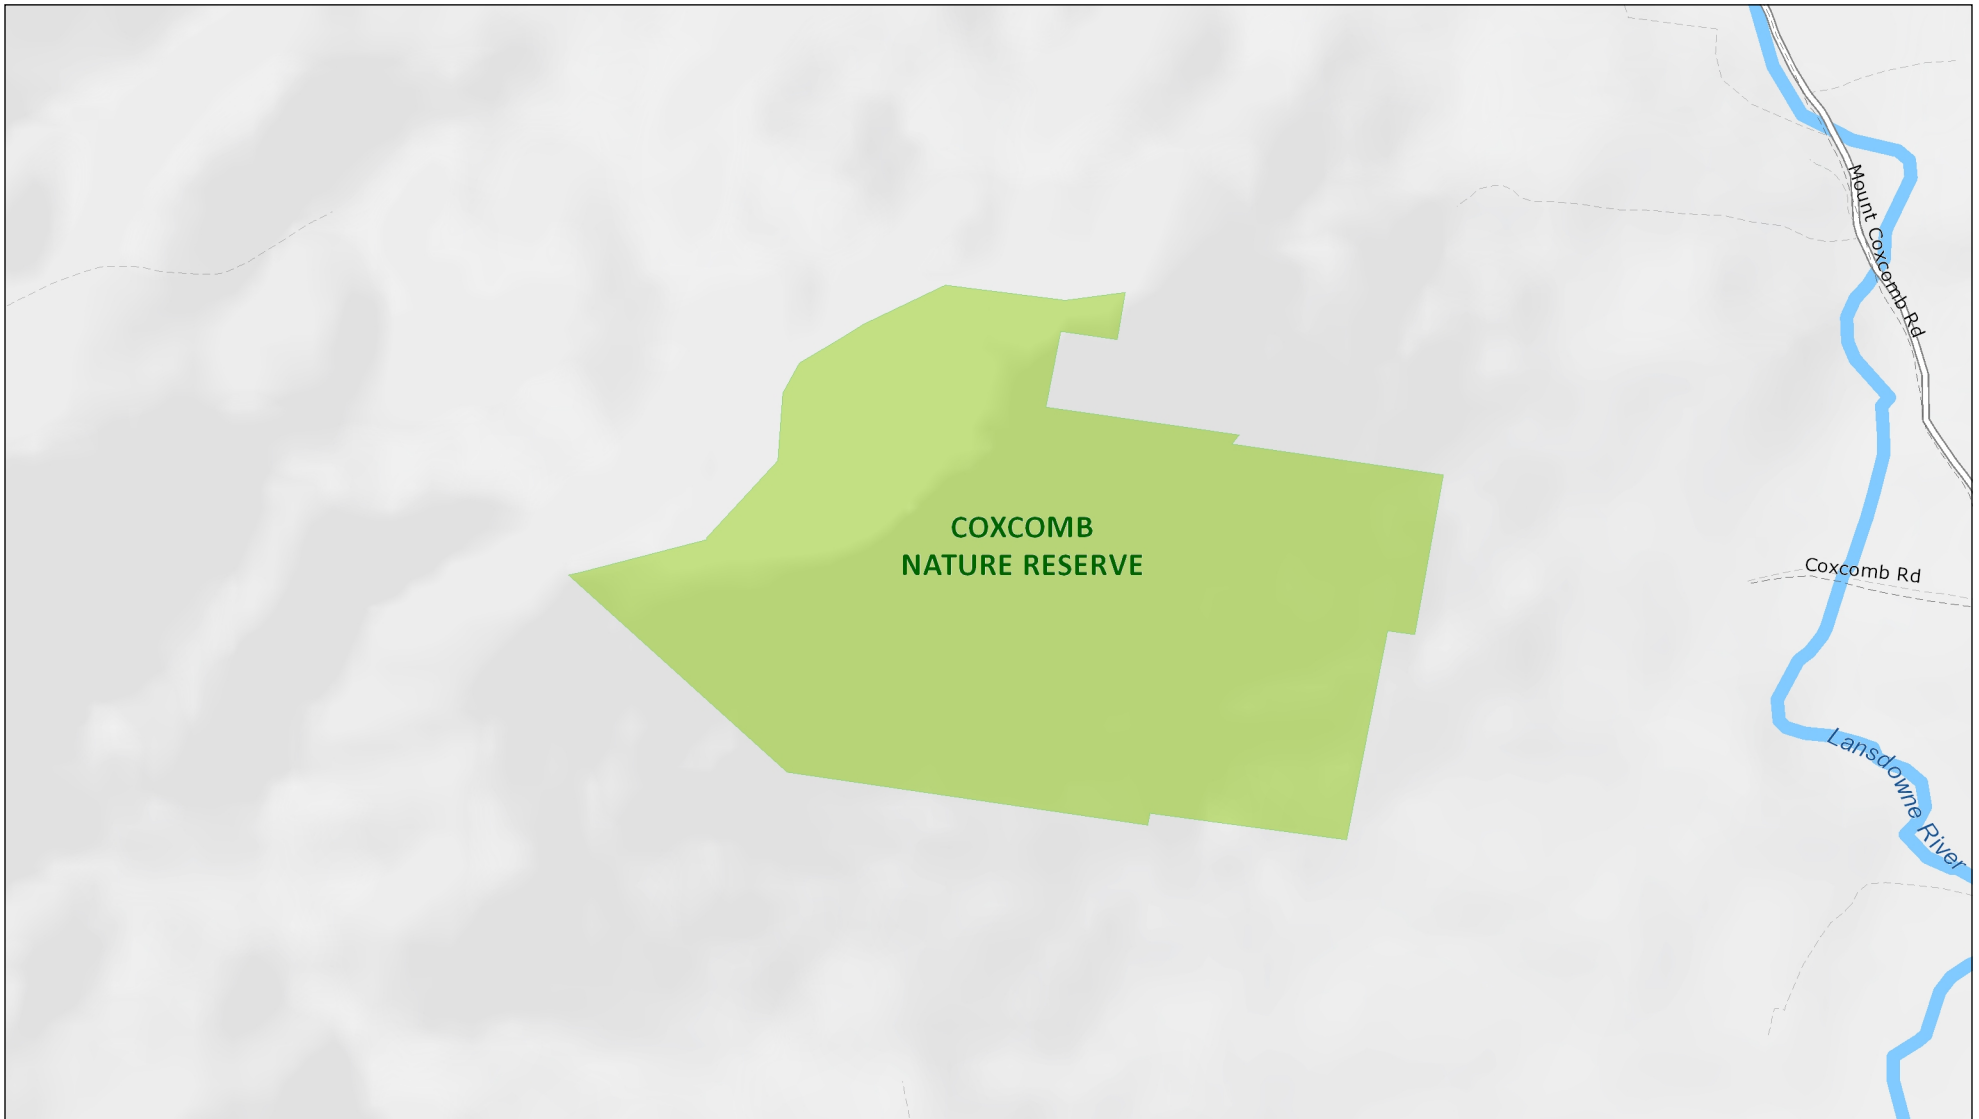 Mount Coxcomb Rd
COXCOMB
NATURE RESERVE
Coxcomb Rd
Lansdowne River